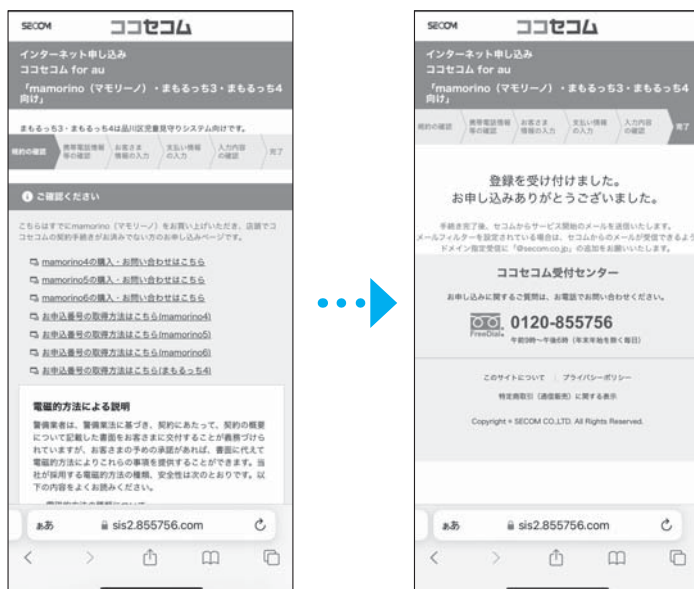 SECOM ココセコム
インターネット申し込み
ココセコム for au
「mamorino（マモリーノ）・まもるっち3・まもるっち4
向け」
まもるっち3・まもるっち4は品川区児童見守りシステム向けです。
規約の確認 携帯電話情報等の確認 お客さま情報の入力 支払い情報の入力 入力内容の確認 完了
ご確認ください
こちらはすでにmamorino（マモリーノ）をお買い上げいただき、店頭でコ
コセコムの契約手続きがお済みでない方のお申し込みページです。
mamorino4の購入・お問い合わせはこちら
mamorino5の購入・お問い合わせはこちら
mamorino6の購入・お問い合わせはこちら
お申込番号の取得方法はこちら(mamorino4)
お申込番号の取得方法はこちら(mamorino5)
お申込番号の取得方法はこちら(mamorino6)
お申込番号の取得方法はこちら(まもるっち4)
電磁的方法による説明
警備業者は、警備業法に基づき、契約にあたって、契約の概要
について記載した書面をお客さまに交付することが義務づけら
れていますが、お客さまの予めの承諾があれば、書面に代えて
電磁的方法によりこれらの事項を提供することができます。当
社が採用する電磁的方法の種類、安全性は次のとおりです。以
下の内容をよくお読みください。
ぁあ sis2.855756.com
SECOM ココセコム
インターネット申し込み
ココセコム for au
「mamorino（マモリーノ）・まもるっち3・まもるっち4
向け」
規約の確認 携帯電話情報等の確認 お客さま情報の入力 支払い情報の入力 入力内容の確認 完了
登録を受け付けました。
お申し込みありがとうございました。
手続き完了後、セコムからサービス開始のメールを送信いたします。
メールフィルターを設定されている場合は、セコムからのメールが受信できるよう
ドメイン指定受信に「@secom.co.jp」の追加をお願いいたします。
ココセコム受付センター
お申し込みに関するご質問は、お電話でお問い合わせください。
FreeDial 0120-855756
午前9時〜午後6時（年末年始を除く毎日）
このサイトについて プライバシーポリシー
特定商取引（通信販売）に関する表示
Copyright © SECOM CO.,LTD. All Rights Reserved.
ぁあ sis2.855756.com